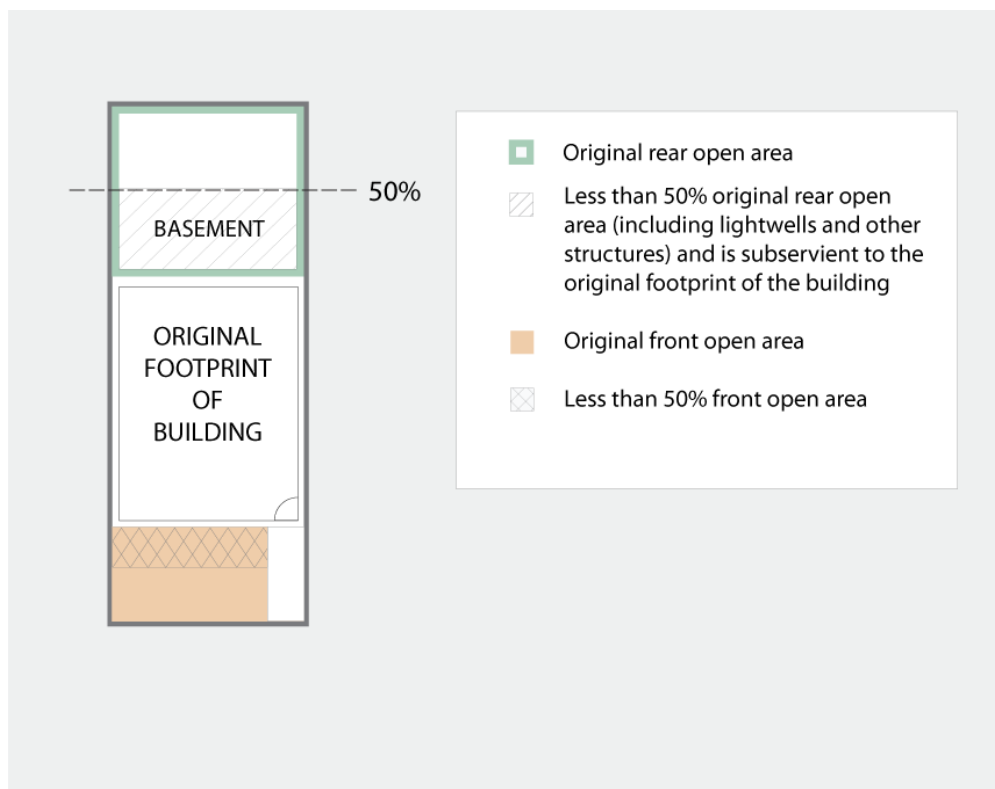 50%
BASEMENT
ORIGINAL
FOOTPRINT
OF
BUILDING
Original rear open area
Less than 50% original rear open
area (including lightwells and other
structures) and is subservient to the
original footprint of the building
Original front open area
Less than 50% front open area